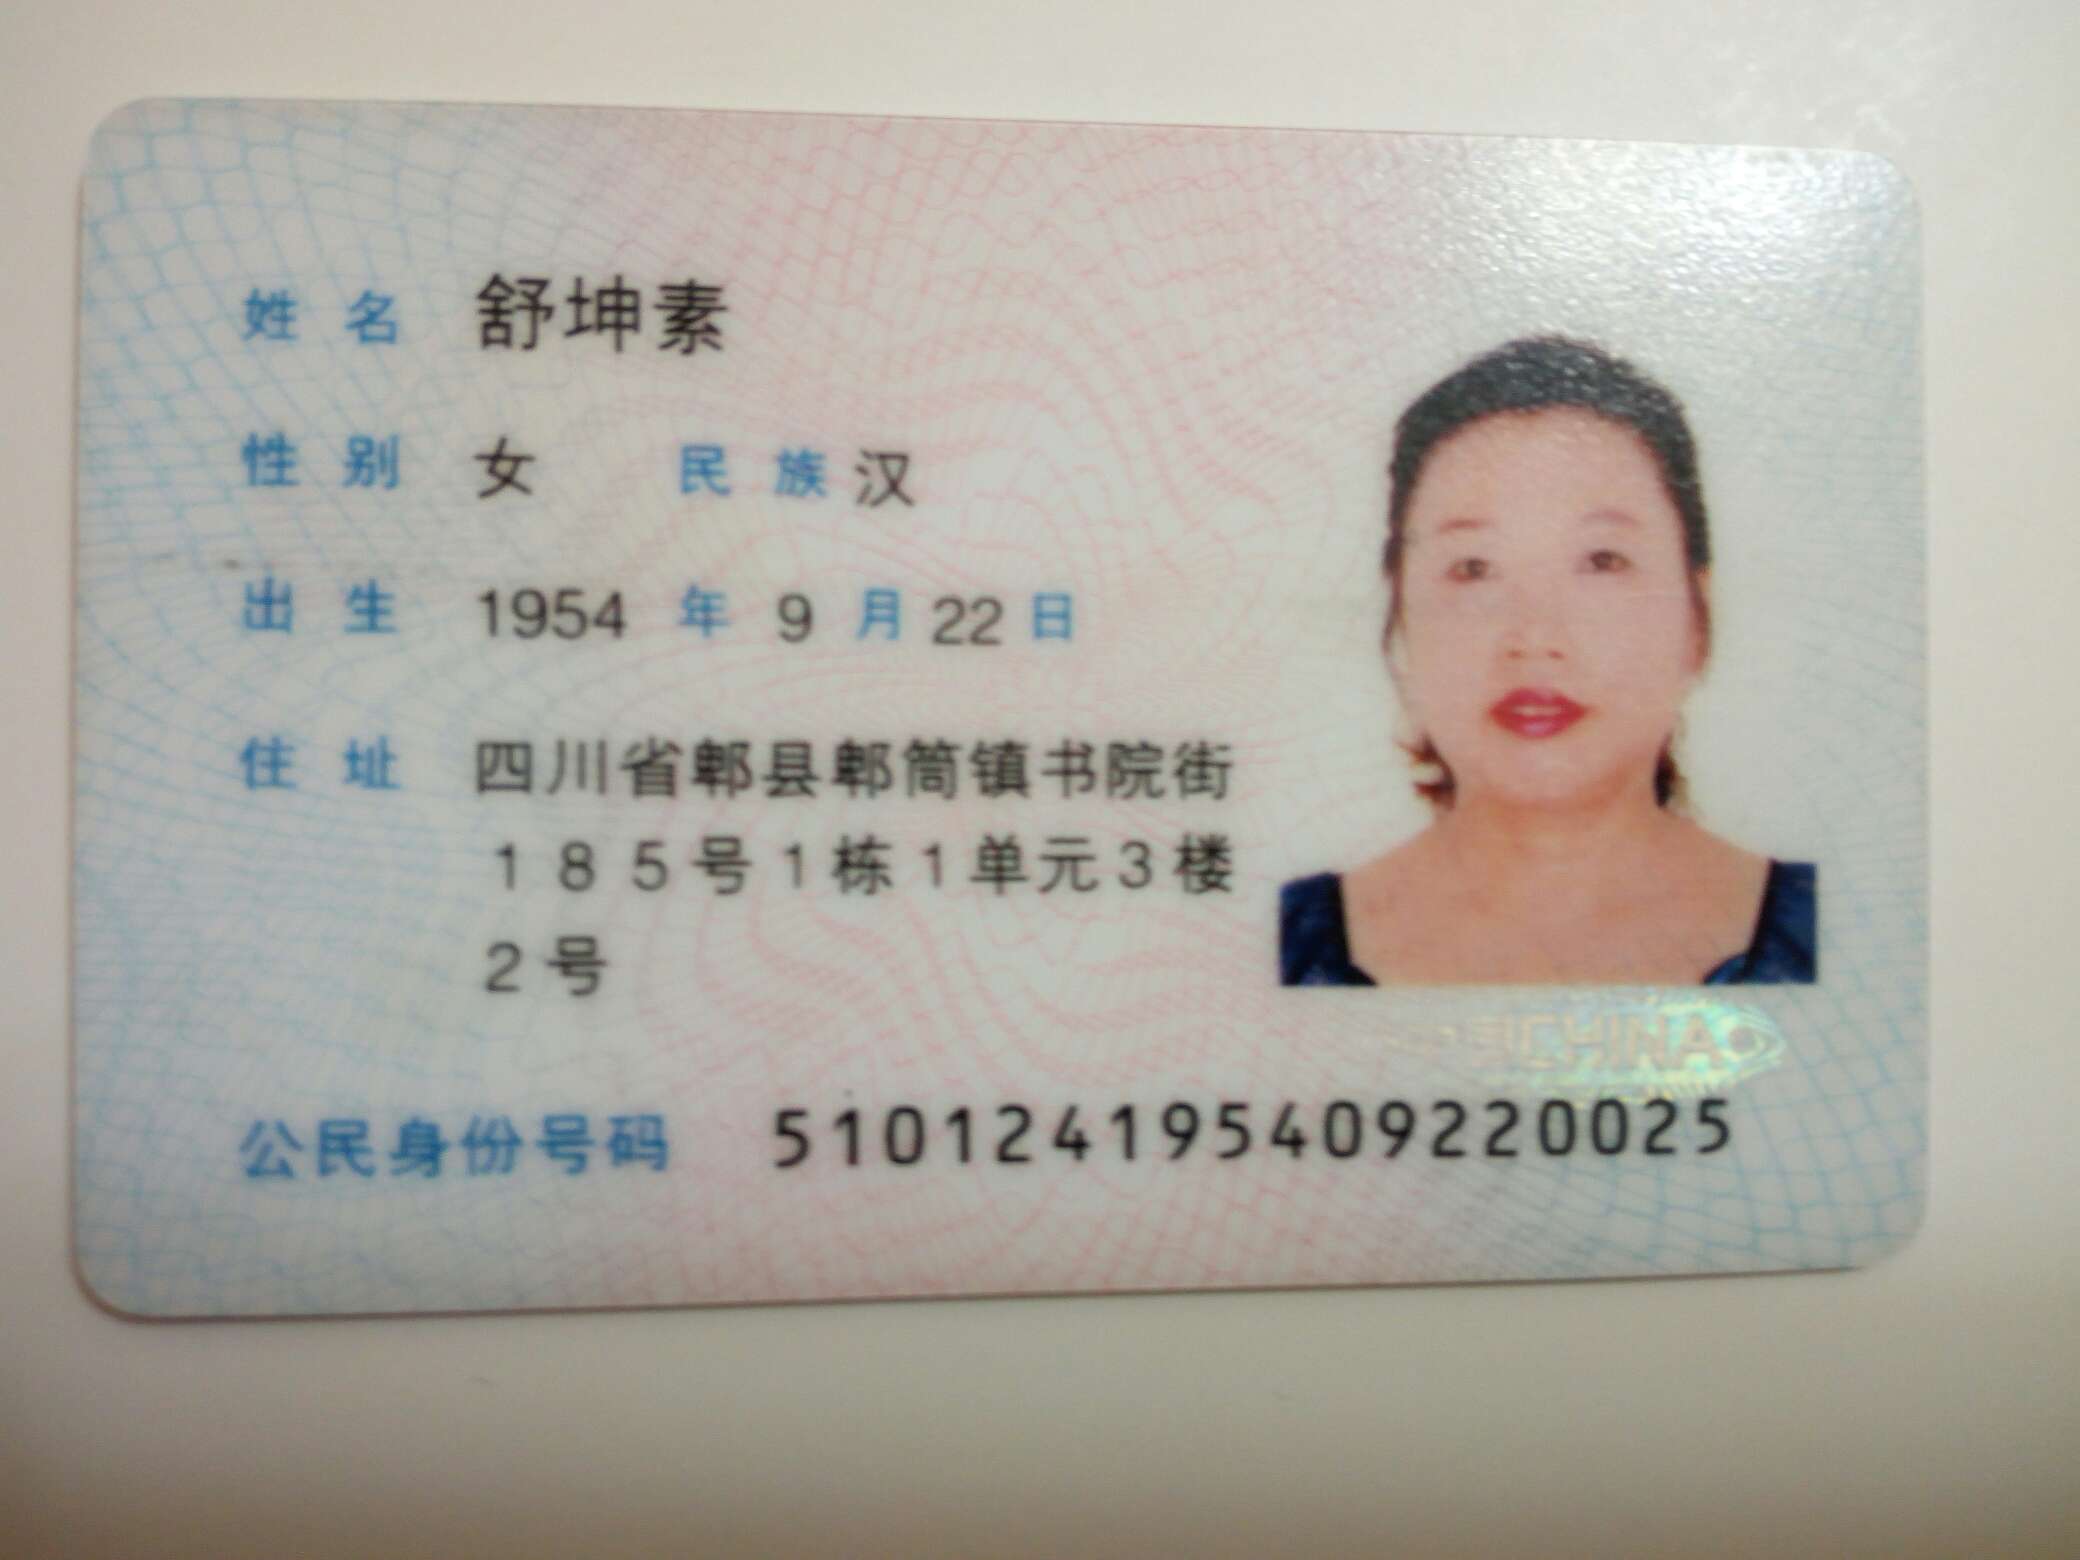 姓名 舒坤素
性别 女 民族 汉
出生 1954 年 9 月 22 日
住址 四川省郫县郫筒镇书院街
185号1栋1单元3楼
2号
CHINA
公民身份号码 510124195409220025